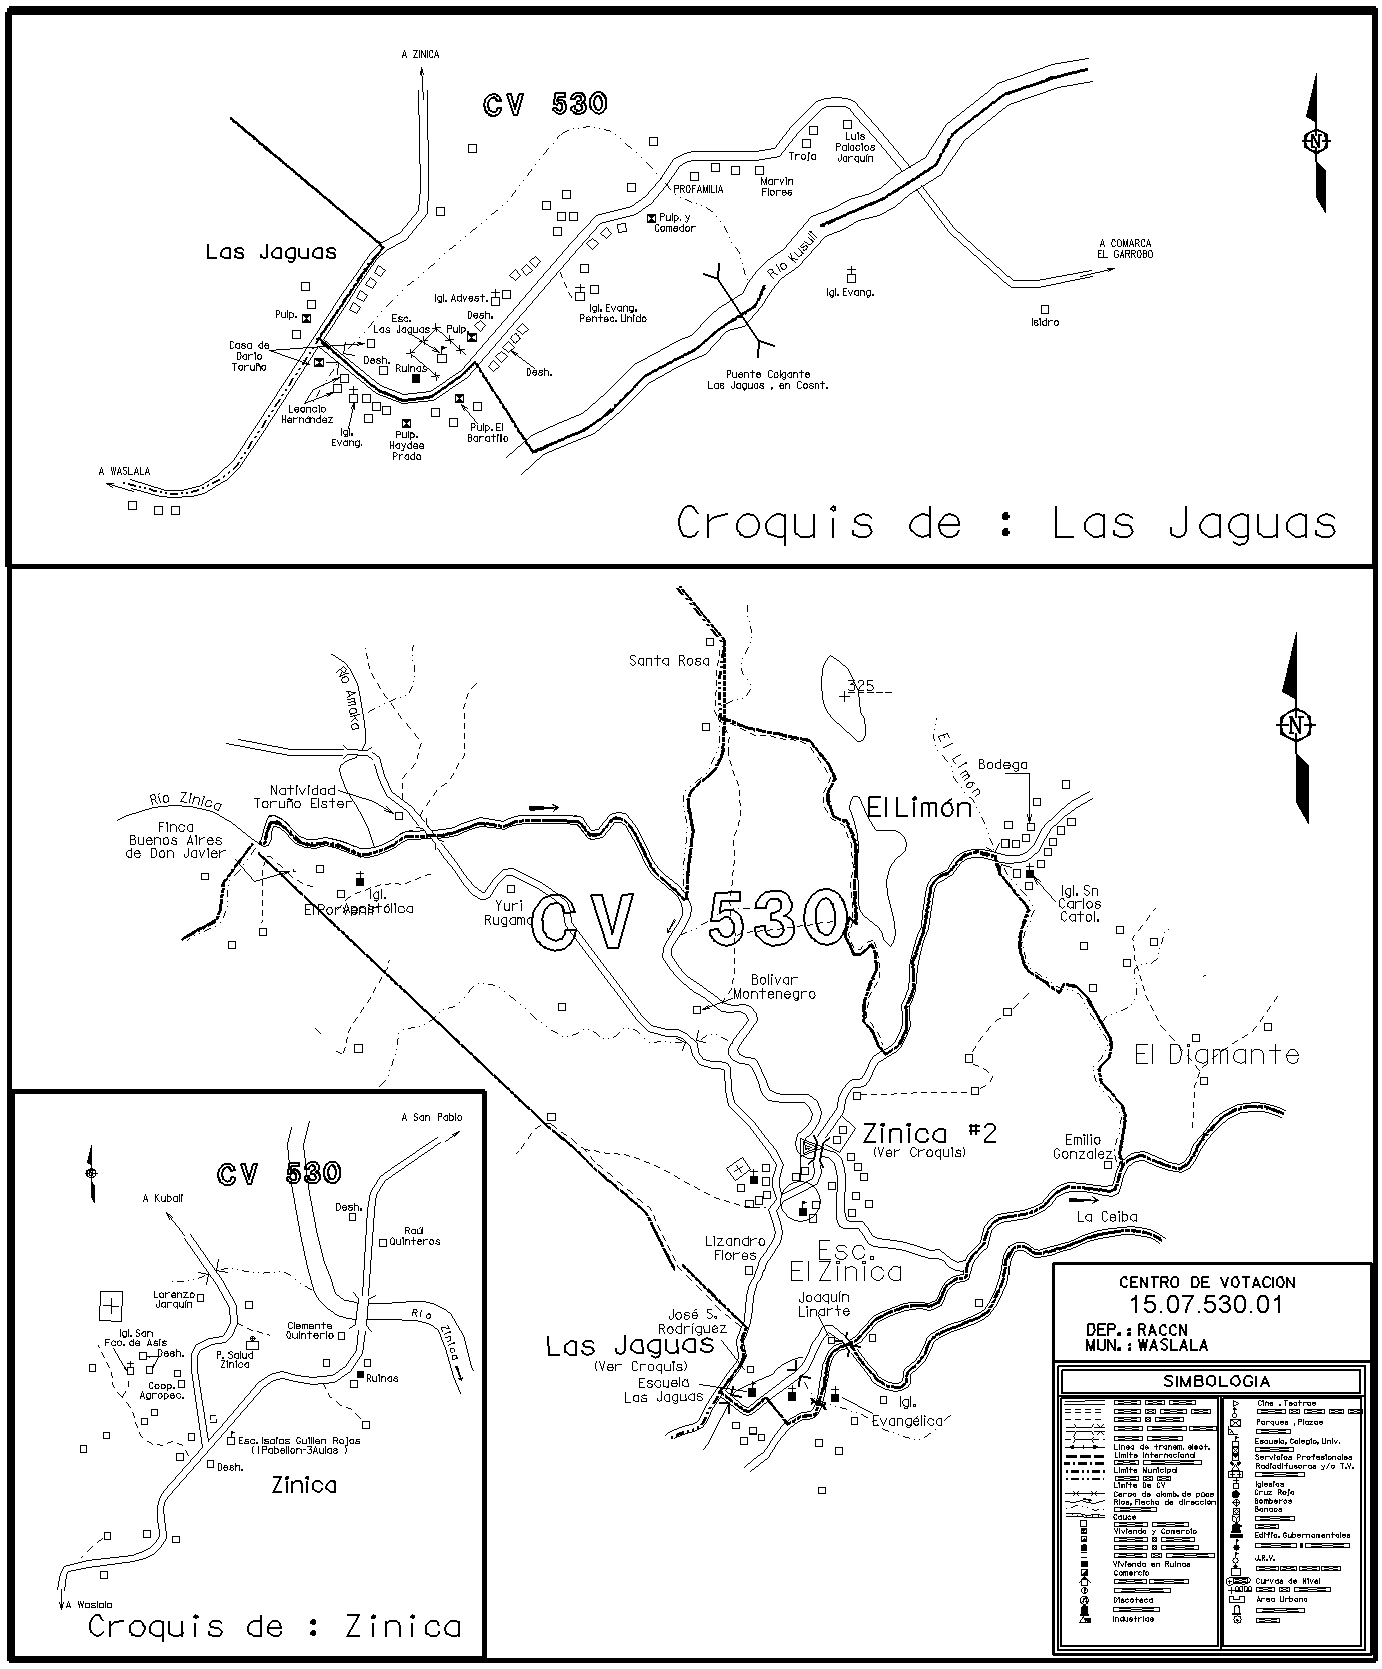 A ZINICA
CV 530
Luis
Palacios
Jarquín
Troja
Marvin
Flores
PROFAMILIA
Pulp. y
Comedor
N
Las Jaguas
Río Kusulí
A COMARCA
EL GARROBO
Igl. Evang.
Isidro
Igl. Advest.
Igl. Evang.
Pentec. Unido
Desh.
Esc.
Las Jaguas
Pulp.
Pulp.
Casa de
Dario
Toruño
Desh.
Ruinas
Desh.
Puente Colgante
Las Jaguas , en Const.
Leoncio
Hernández
Igl.
Evang.
Pulp.
Haydee
Prado
Pulp. El
Baratillo
A WASLALA
Croquis de : Las Jaguas
Santa Rosa
325
Río Amaka
N
El Limón
Bodega
Natividad
Toruño Elster
Río Zinica
El Limón
Finca
Buenos Aires
de Don Javier
Igl.
Apostólica
El Porvenir
Yuri
Rugama
CV 530
Igl. Sn
Carlos
Catol.
Bolivar
Montenegro
El Diamante
Zinica #2
(Ver Croquis)
Emilio
Gonzalez
La Ceiba
Lizandro
Flores
Esc.
El Zinica
Joaquín
Linarte
José S.
Rodríguez
Las Jaguas
(Ver Croquis)
Escuela
Las Jaguas
Igl.
Evangélica
A San Pablo
CV 530
A Kubalí
Desh.
Raúl
Quinteros
Lorenzo
Jarquín
Clemente
Quinterio
Río Zinica
Igl. San
Fco. de Asis
Desh.
P. Salud
Zinica
Coop.
Agropec.
Ruinas
Esc. Isaías Guillen Rojas
(1Pabellon-3Aulas )
Desh.
Zinica
A Waslala
Croquis de : Zinica
CENTRO DE VOTACION
15.07.530.01
DEP. : RACCN
MUN. : WASLALA
SIMBOLOGIA
Linea de transm. elect.
Limite Internacional
Limite Municipal
Limite De CV
Cerca de alamb. de púas
Rios, Flecha de dirección
Cauce
Vivienda y Comercio
Vivienda en Ruinas
Comercio
Discoteca
Industrias
Cine , Teatros
Parques , Plazas
Escuela, Colegio, Univ.
Servicios Profesionales
Radiodifusoras y/o T.V.
Iglesias
Cruz Roja
Bomberos
Bancos
Edific. Gubernamentales
J.R.V.
Curvas de Nivel
Area Urbana